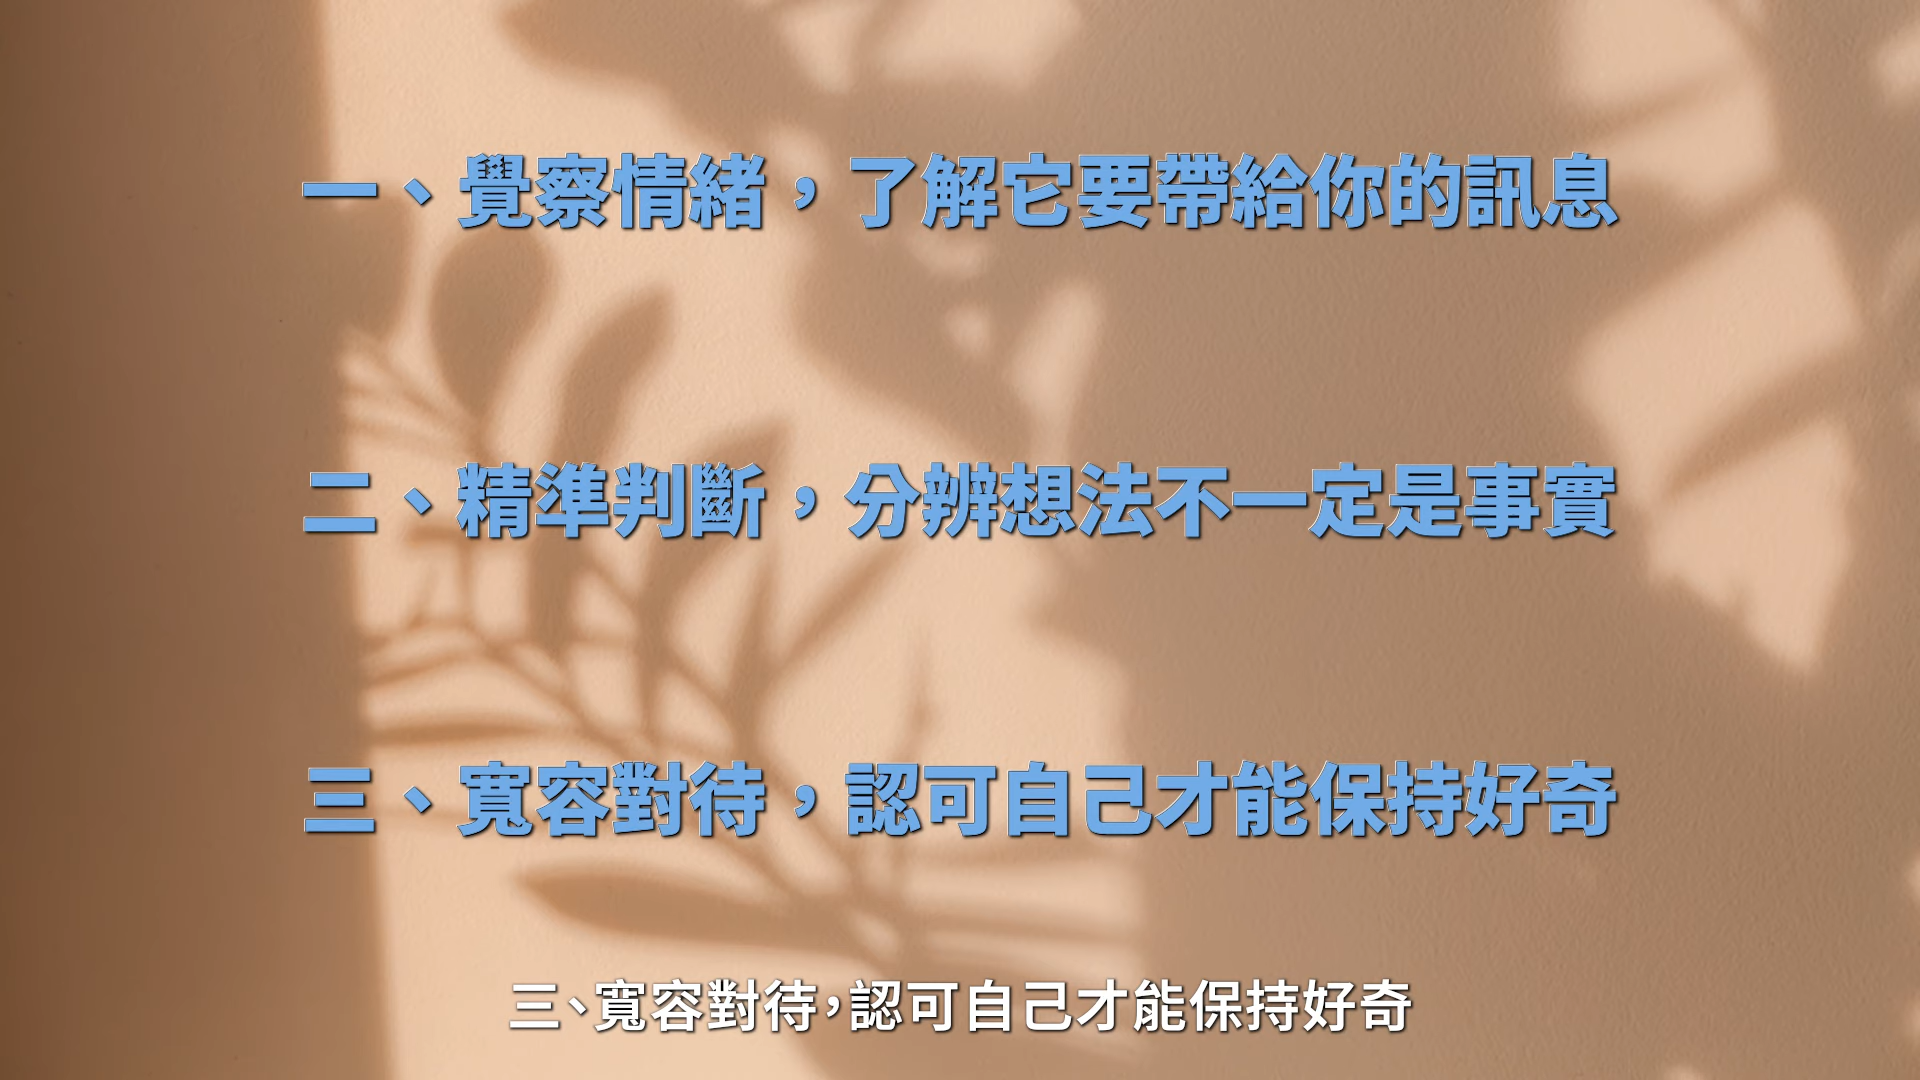 一、覺察情緒，了解它要帶給你的訊息
二、精準判斷，分辨想法不一定是事實
三、寬容對待，認可自己才能保持好奇
三、寬容對待，認可自己才能保持好奇